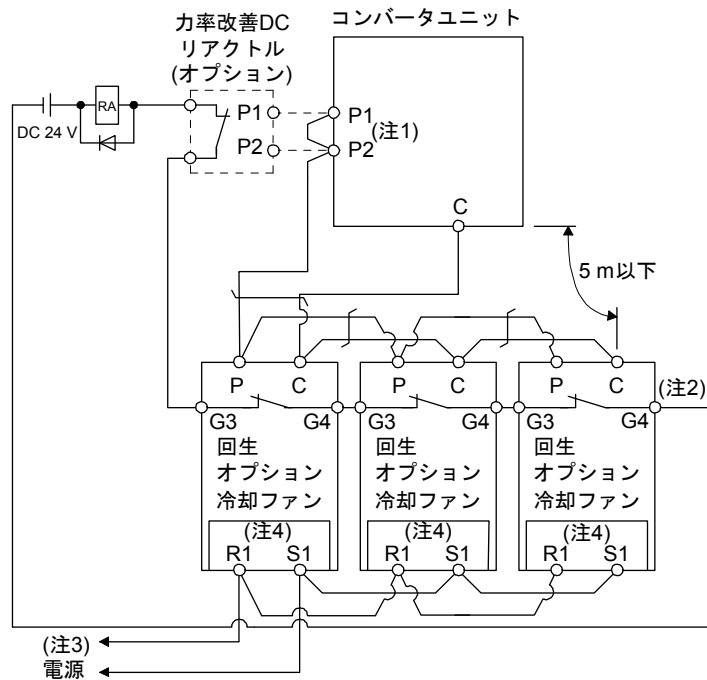 力率改善DC
リアクトル
(オプション)
コンバータユニット
RA
DC 24 V
P1
P2
P1
(注1)
P2
C
5 m以下
P C
P C
P C
(注2)
G3 G4
G3 G4
G3 G4
回生
オプション
冷却ファン
回生
オプション
冷却ファン
回生
オプション
冷却ファン
(注4)
(注4)
(注4)
R1 S1
R1 S1
R1 S1
(注3)
電源